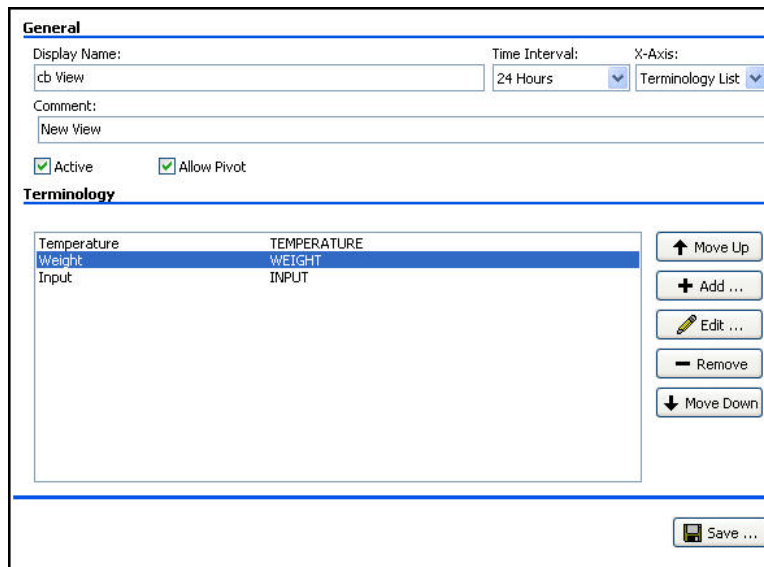 General
Display Name: Time Interval: X-Axis:
cb View 24 Hours Terminology List
Comment:
New View
Active Allow Pivot
Terminology
Temperature TEMPERATURE
Weight WEIGHT
Input INPUT
Move Up
Add ...
Edit ...
Remove
Move Down
Save ...